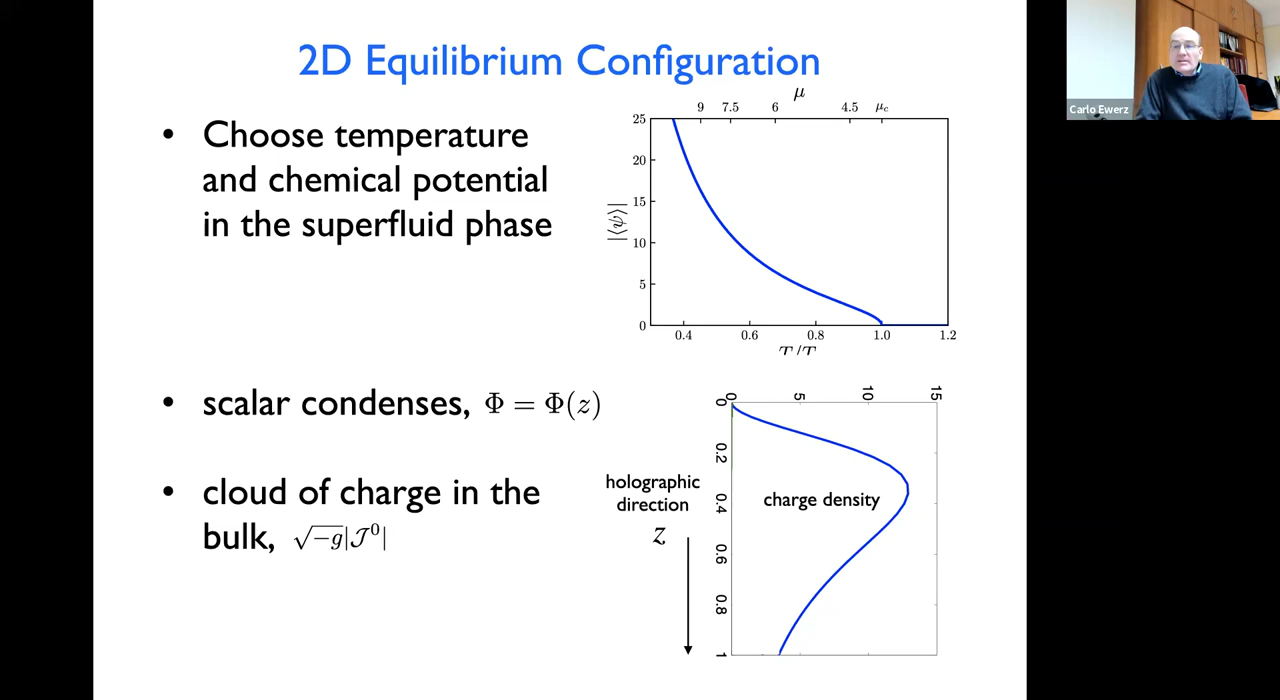 2D Equilibrium Configuration
• Choose temperature
and chemical potential
in the superfluid phase
μ
9 7.5 6 4.5 μ_c
25
20
15
10
5
0
|⟨ψ⟩|
0.4 0.6 0.8 1.0 1.2
T/T
• scalar condenses, Φ = Φ(z)
• cloud of charge in the
bulk, √−g|𝒥⁰|
holographic
direction
z
0 5 10 15
0
0.2
0.4
0.6
0.8
1
charge density
Carlo Ewerz